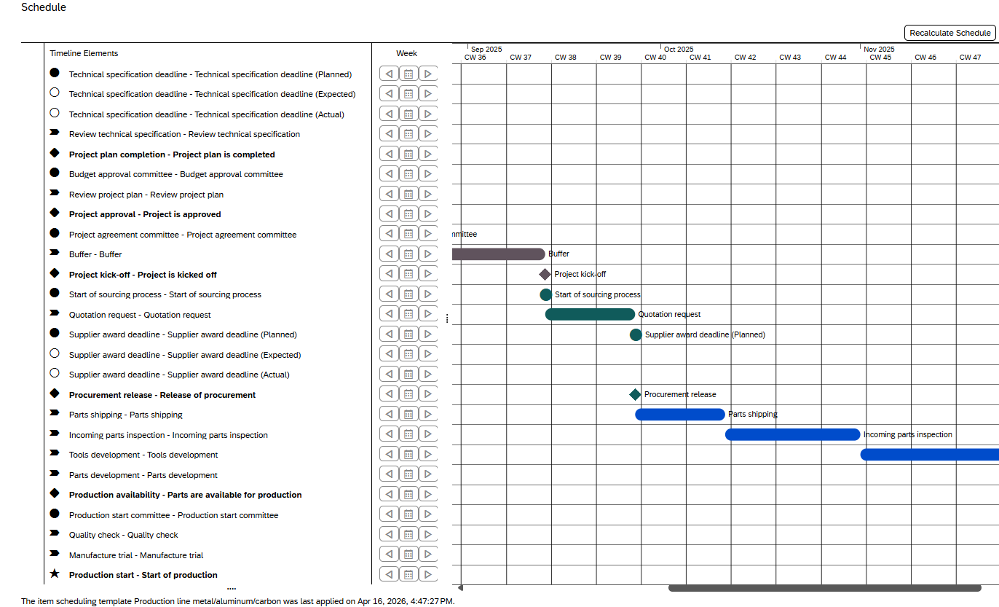 Schedule
Recalculate Schedule
Timeline Elements
Week
Sep 2025
Oct 2025
Nov 2025
CW 36
CW 37
CW 38
CW 39
CW 40
CW 41
CW 42
CW 43
CW 44
CW 45
CW 46
CW 47
Technical specification deadline - Technical specification deadline (Planned)
Technical specification deadline - Technical specification deadline (Expected)
Technical specification deadline - Technical specification deadline (Actual)
Review technical specification - Review technical specification
Project plan completion - Project plan is completed
Budget approval committee - Budget approval committee
Review project plan - Review project plan
Project approval - Project is approved
Project agreement committee - Project agreement committee
mmittee
Buffer - Buffer
Buffer
Project kick-off - Project is kicked off
Project kick-off
Start of sourcing process - Start of sourcing process
Start of sourcing process
Quotation request - Quotation request
Quotation request
Supplier award deadline - Supplier award deadline (Planned)
Supplier award deadline (Planned)
Supplier award deadline - Supplier award deadline (Expected)
Supplier award deadline - Supplier award deadline (Actual)
Procurement release - Release of procurement
Procurement release
Parts shipping - Parts shipping
Parts shipping
Incoming parts inspection - Incoming parts inspection
Incoming parts inspection
Tools development - Tools development
Parts development - Parts development
Production availability - Parts are available for production
Production start committee - Production start committee
Quality check - Quality check
Manufacture trial - Manufacture trial
Production start - Start of production
The item scheduling template Production line metal/aluminum/carbon was last applied on Apr 16, 2026, 4:47:27 PM.